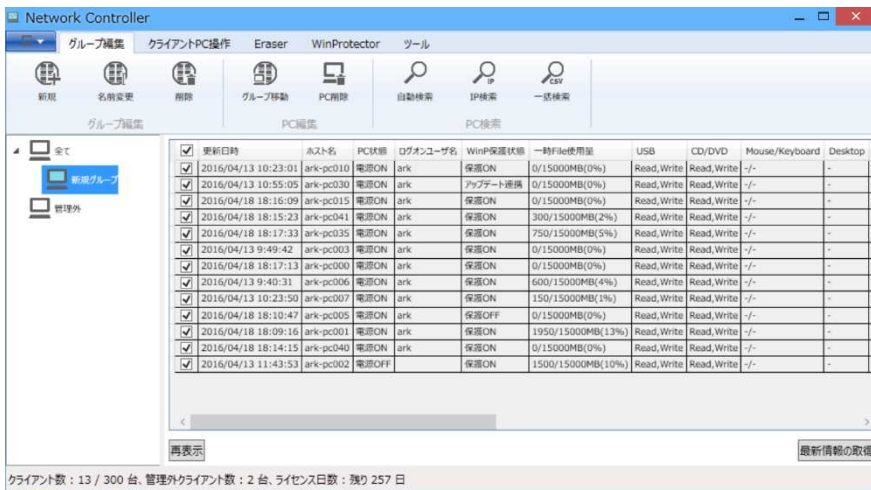 Network Controller
グループ編集 クライアントPC操作 Eraser WinProtector ツール
新規 名前変更 削除 グループ移動 PC削除 自動検索 IP検索 一括検索
IP CSV
グループ編集 PC編集 PC検索
全て
新規グループ
管理外
更新日時 ホスト名 PC状態 ログオンユーザ名 WinP保護状態 一時File使用量 USB CD/DVD Mouse/Keyboard Desktop
2016/04/13 10:23:01 ark-pc010 電源ON ark 保護ON 0/15000MB(0%) Read,Write Read,Write -/- -
2016/04/13 10:55:05 ark-pc030 電源ON ark アップデート連携 0/15000MB(0%) Read,Write Read,Write -/- -
2016/04/18 18:16:09 ark-pc015 電源ON ark 保護ON 0/15000MB(0%) Read,Write Read,Write -/- -
2016/04/18 18:15:23 ark-pc041 電源ON ark 保護ON 300/15000MB(2%) Read,Write Read,Write -/- -
2016/04/18 18:17:33 ark-pc035 電源ON ark 保護ON 750/15000MB(5%) Read,Write Read,Write -/- -
2016/04/13 9:49:42 ark-pc003 電源ON ark 保護ON 0/15000MB(0%) Read,Write Read,Write -/- -
2016/04/18 18:17:13 ark-pc000 電源ON ark 保護ON 0/15000MB(0%) Read,Write Read,Write -/- -
2016/04/13 9:40:31 ark-pc006 電源ON ark 保護ON 600/15000MB(4%) Read,Write Read,Write -/- -
2016/04/13 10:23:50 ark-pc007 電源ON ark 保護ON 150/15000MB(1%) Read,Write Read,Write -/- -
2016/04/18 18:10:47 ark-pc005 電源ON ark 保護OFF 0/15000MB(0%) Read,Write Read,Write -/- -
2016/04/18 18:09:16 ark-pc001 電源ON ark 保護ON 1950/15000MB(13%) Read,Write Read,Write -/- -
2016/04/18 18:14:15 ark-pc040 電源ON ark 保護ON 0/15000MB(0%) Read,Write Read,Write -/- -
2016/04/13 11:43:53 ark-pc002 電源OFF 保護ON 1500/15000MB(10%) Read,Write Read,Write -/- -
再表示 最新情報の取得
クライアント数：13 / 300 台、管理外クライアント数：2 台、ライセンス日数：残り 257 日